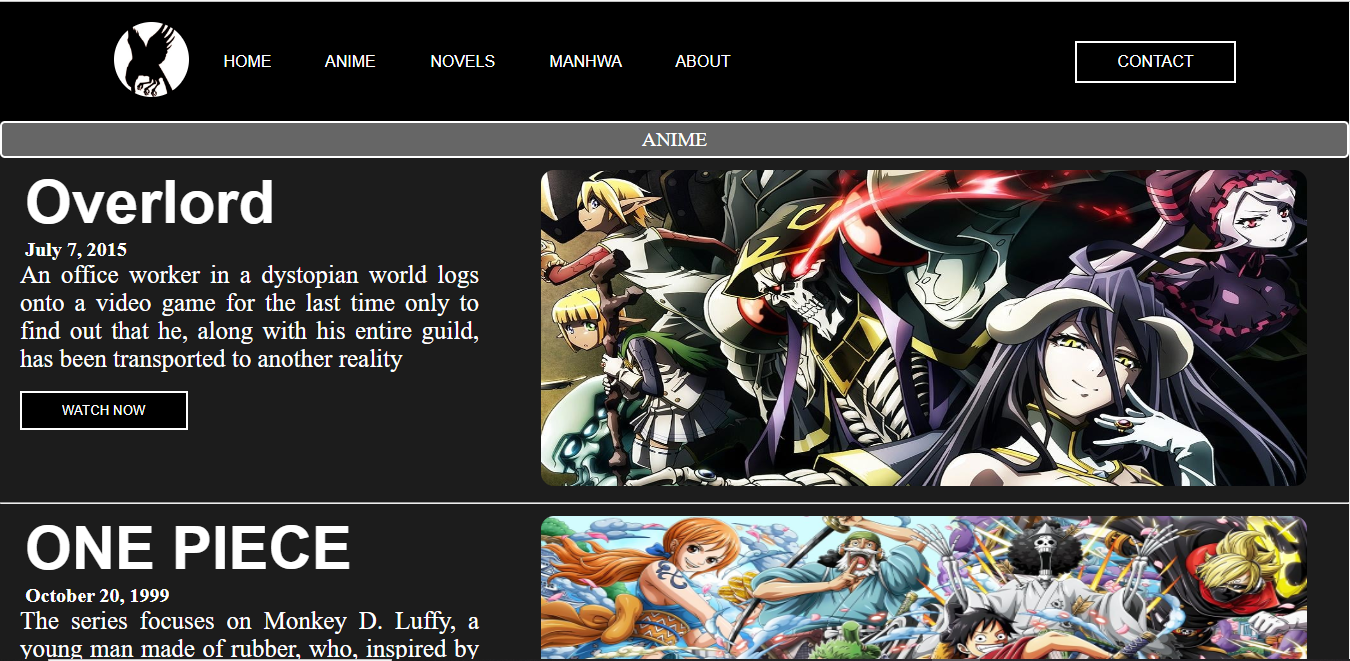 HOME ANIME NOVELS MANHWA ABOUT CONTACT
ANIME
Overlord
July 7, 2015
An office worker in a dystopian world logs
onto a video game for the last time only to
find out that he, along with his entire guild,
has been transported to another reality
WATCH NOW
ONE PIECE
October 20, 1999
The series focuses on Monkey D. Luffy, a
young man made of rubber, who, inspired by